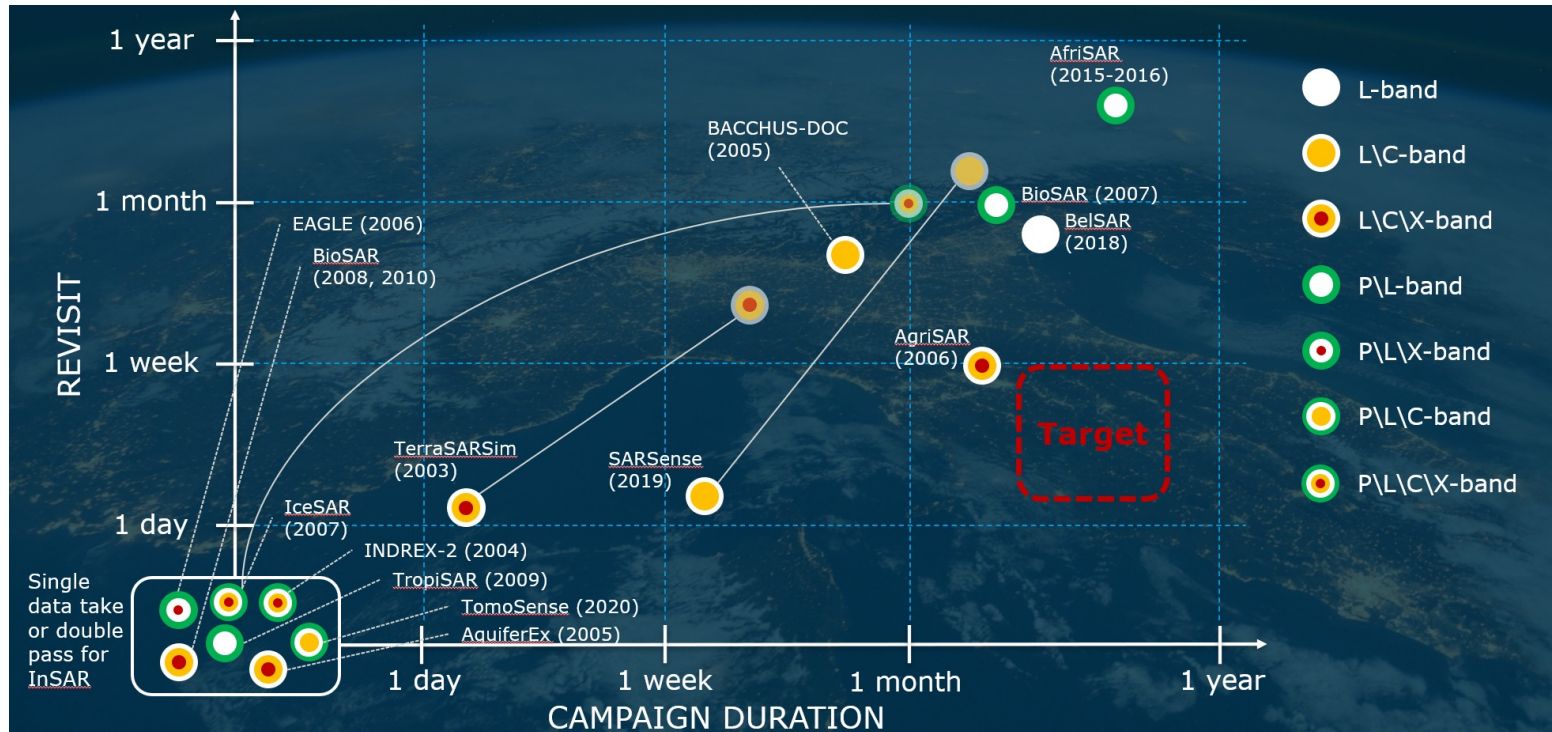 1 year
1 month
1 week
1 day
REVISIT
AfriSAR
(2015-2016)
BACCHUS-DOC
(2005)
EAGLE (2006)
BioSAR
(2008, 2010)
BioSAR (2007)
BelSAR
(2018)
AgriSAR
(2006)
Target
TerraSARSim
(2003)
SARSense
(2019)
IceSAR
(2007)
INDREX-2 (2004)
TropiSAR (2009)
TomoSense (2020)
AquiferEx (2005)
Single
data take
or double
pass for
InSAR
1 day
1 week
1 month
1 year
CAMPAIGN DURATION
L-band
L\C-band
L\C\X-band
P\L-band
P\L\X-band
P\L\C-band
P\L\C\X-band